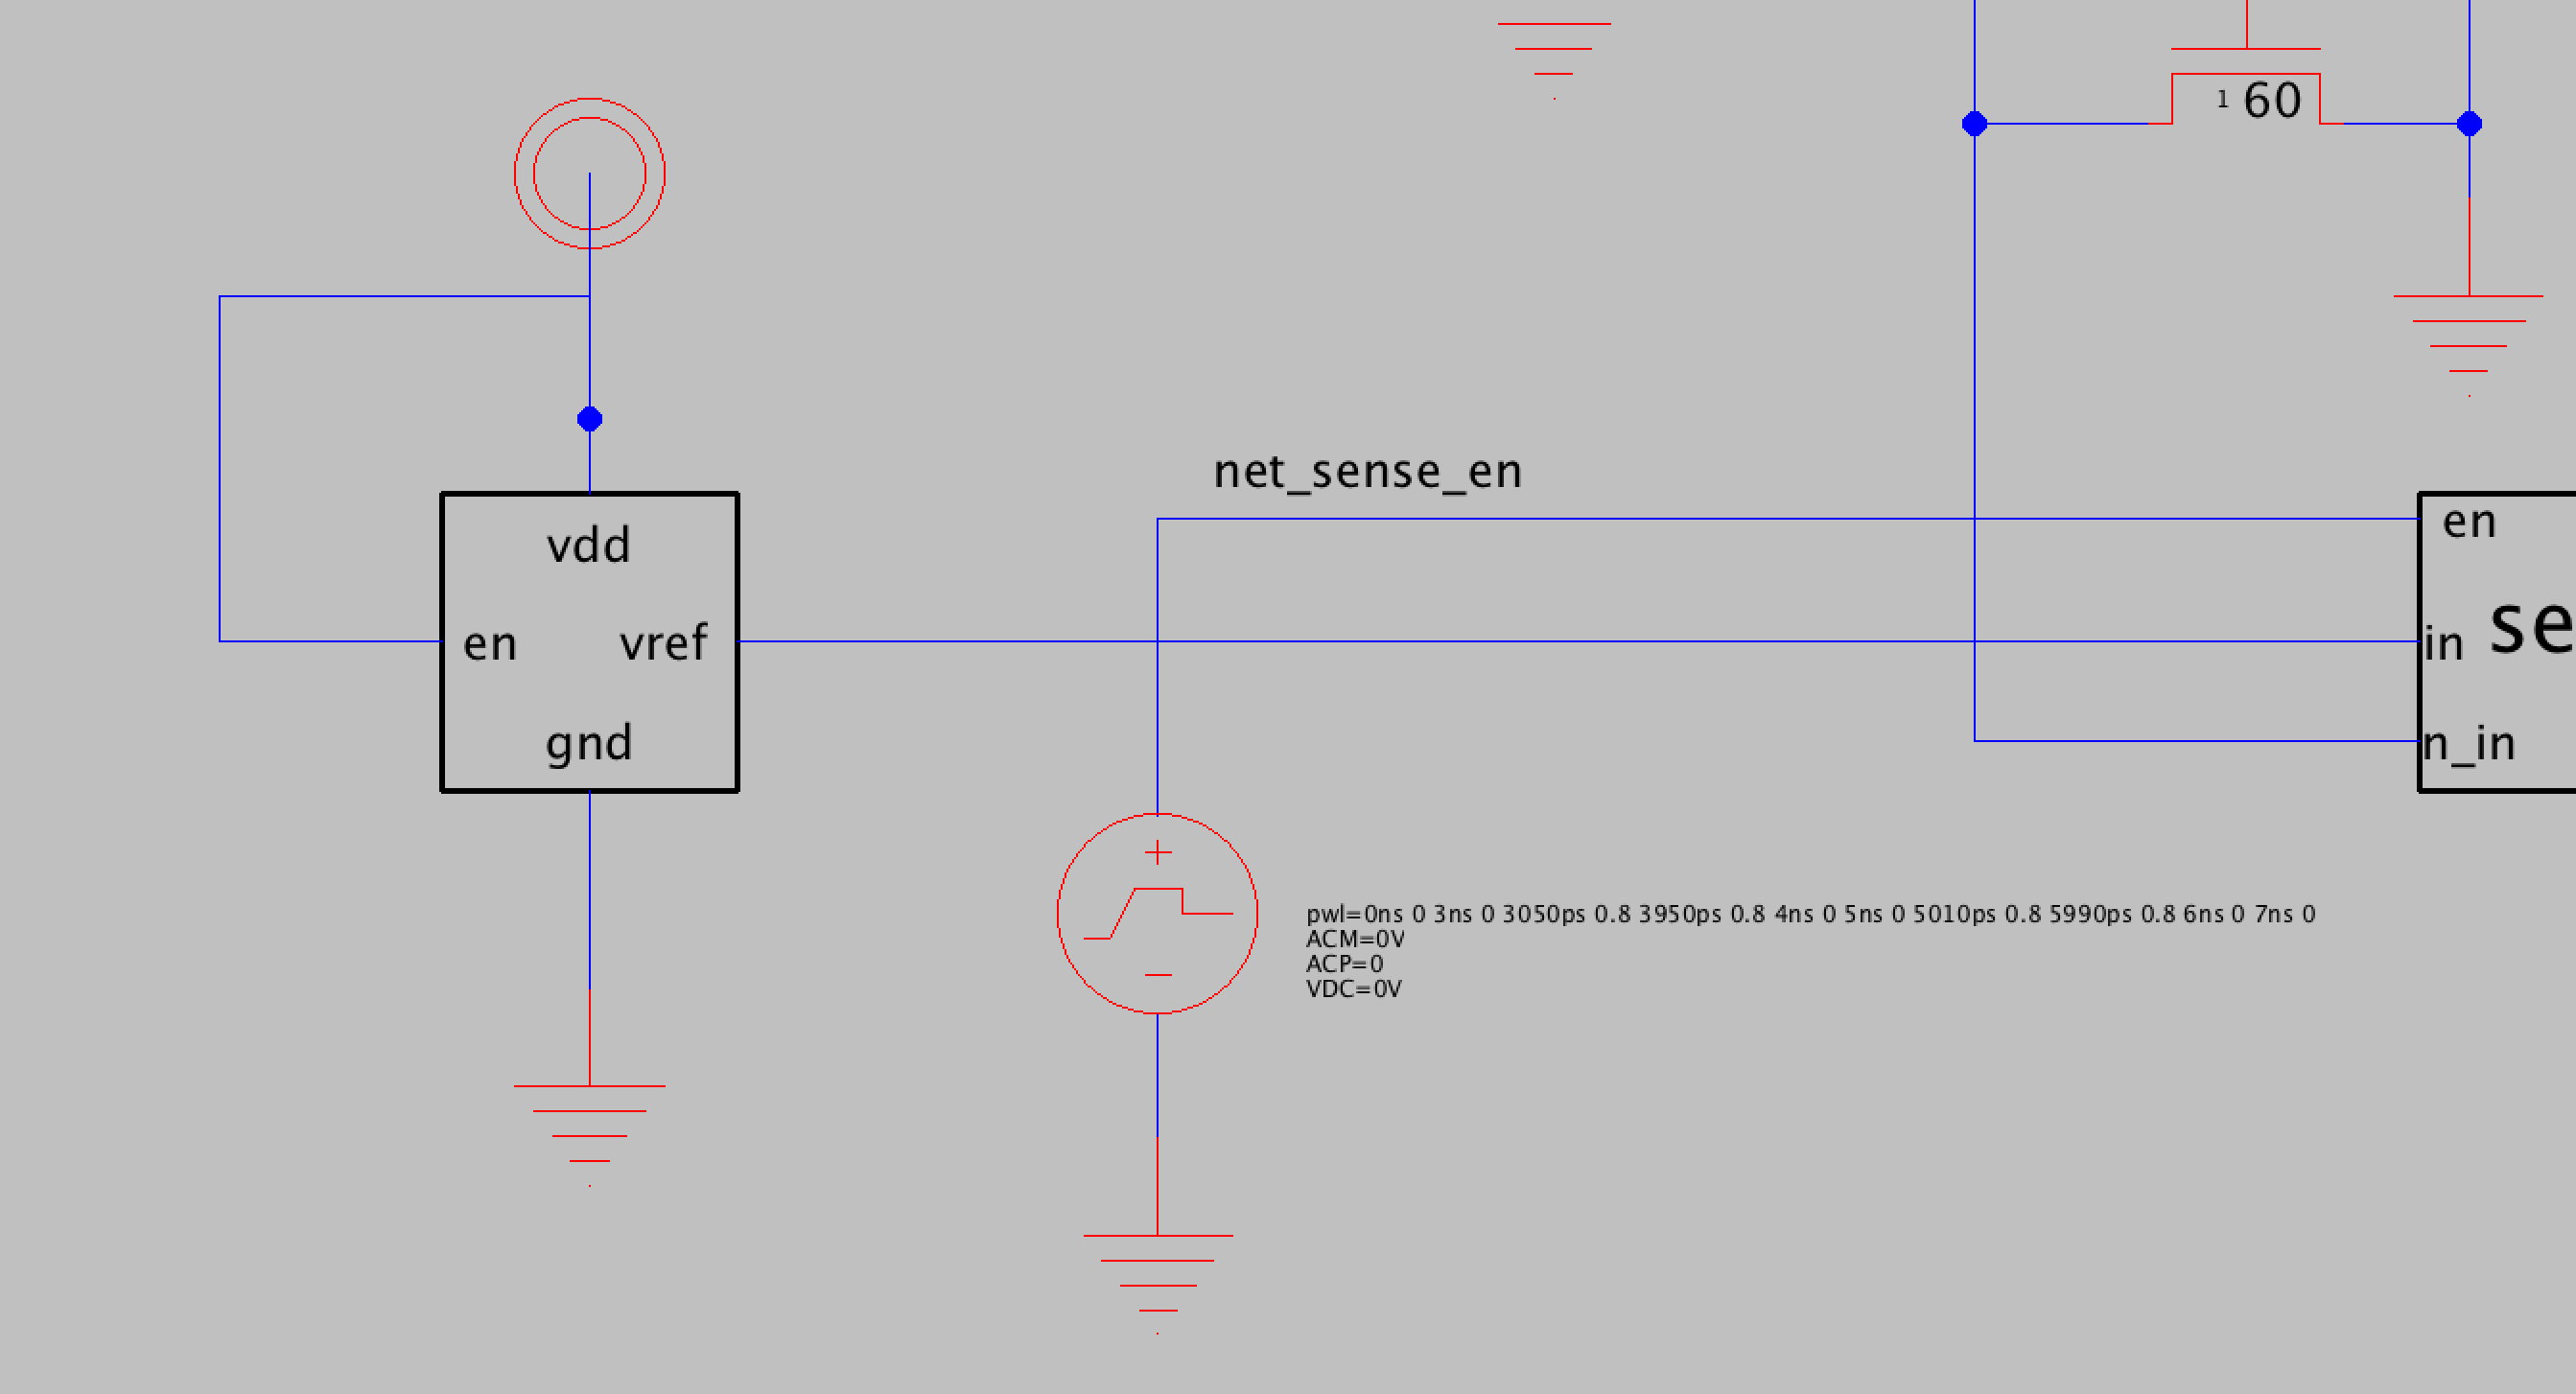 1 60
net_sense_en
vdd
en vref
gnd
en
se
in
n_in
pwl=0ns 0 3ns 0 3050ps 0.8 3950ps 0.8 4ns 0 5ns 0 5010ps 0.8 5990ps 0.8 6ns 0 7ns 0
ACM=0V
ACP=0
VDC=0V